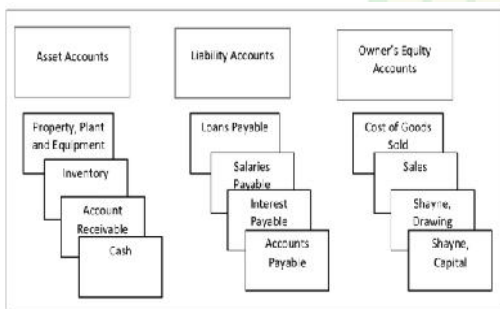 Asset Accounts
Liability Accounts
Owner's Equity
Accounts
Property, Plant
and Equipment
Inventory
Account
Receivable
Cash
Loans Payable
Salaries
Payable
Interest
Payable
Accounts
Payable
Cost of Goods
Sold
Sales
Shayne,
Drawing
Shayne,
Capital